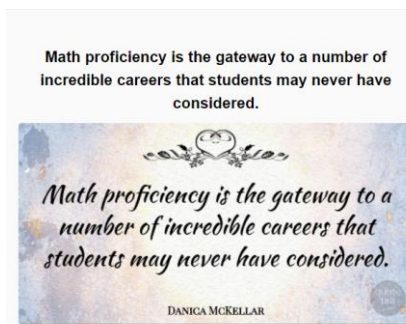 Math proficiency is the gateway to a number of
incredible careers that students may never have
considered.
Math proficiency is the gateway to a
number of incredible careers that
students may never have considered.
DANICA MCKELLAR